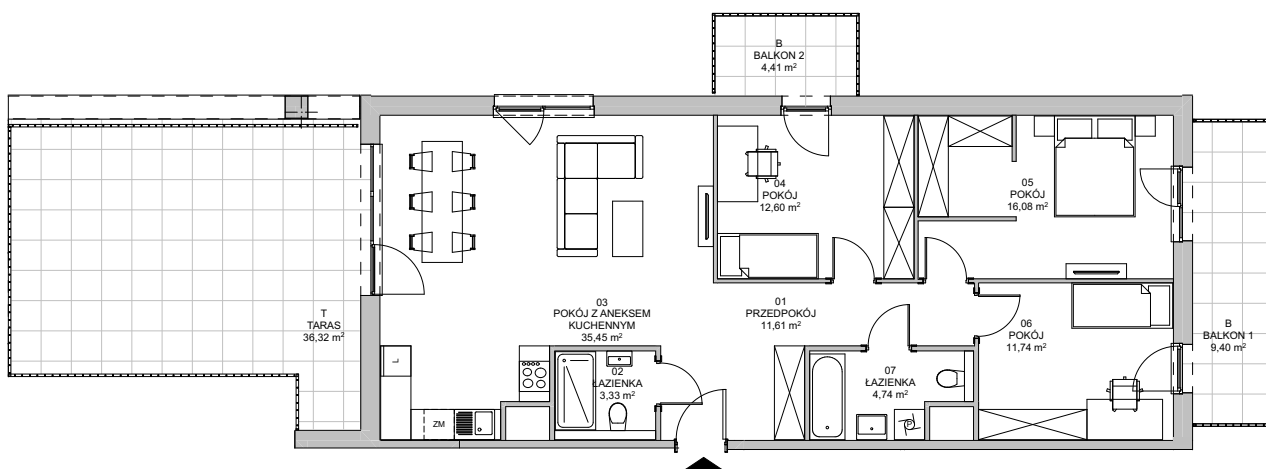 B
BALKON 2
4,41 m²
04
POKÓJ
12,60 m²
05
POKÓJ
16,08 m²
T
TARAS
36,32 m²
03
POKÓJ Z ANEKSEM
KUCHENNYM
35,45 m²
01
PRZEDPOKÓJ
11,61 m²
06
POKÓJ
11,74 m²
B
BALKON 1
9,40 m²
L
02
ŁAZIENKA
3,33 m²
07
ŁAZIENKA
4,74 m²
ZM
P